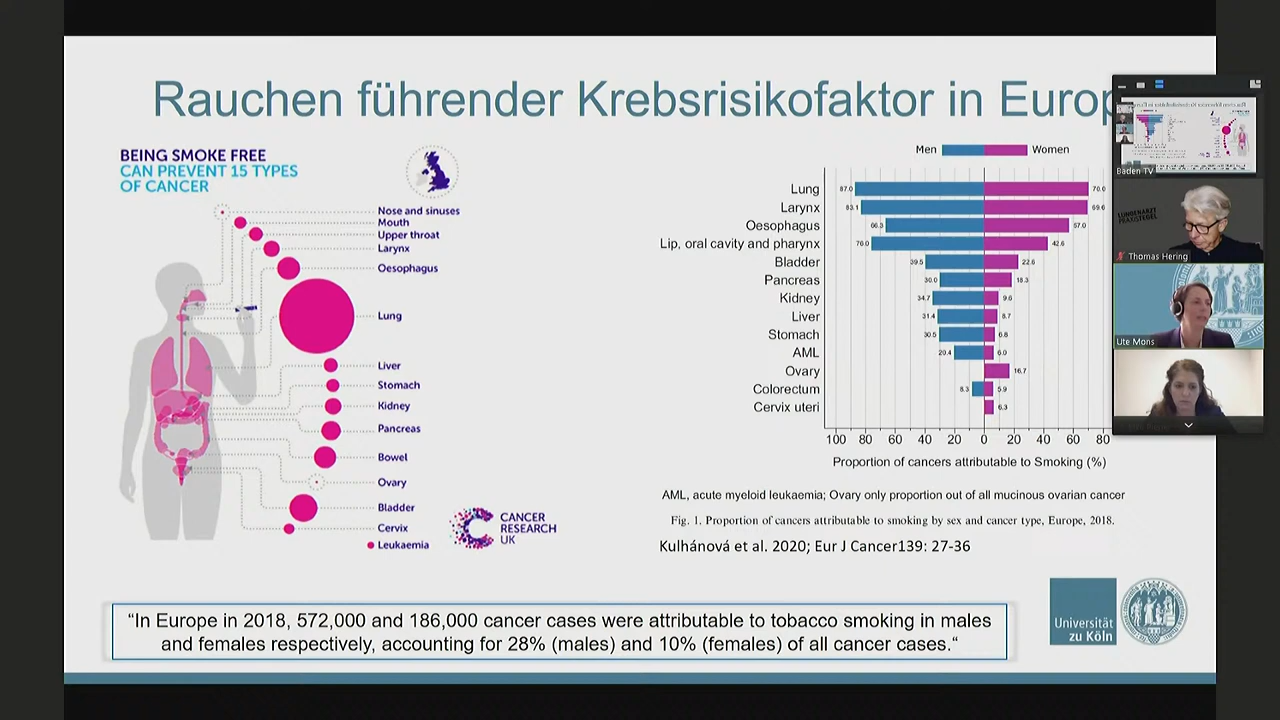 Rauchen führender Krebsrisikofaktor in Europ
BEING SMOKE FREE
CAN PREVENT 15 TYPES
OF CANCER
Nose and sinuses
Mouth
Upper throat
Larynx
Oesophagus
Lung
Liver
Stomach
Kidney
Pancreas
Bowel
Ovary
Bladder
Cervix
Leukaemia
CANCER
RESEARCH
UK
Men Women
Lung 87.0 70.0
Larynx 83.1 69.6
Oesophagus 66.3 57.0
Lip, oral cavity and pharynx 76.0 42.6
Bladder 39.5 22.6
Pancreas 30.0 18.3
Kidney 34.7 9.6
Liver 31.4 8.7
Stomach 30.5 6.8
AML 20.4 6.0
Ovary 16.7
Colorectum 8.3 5.9
Cervix uteri 6.3
100 80 60 40 20 0 20 40 60 80
Proportion of cancers attributable to Smoking (%)
AML, acute myeloid leukaemia; Ovary only proportion out of all mucinous ovarian cancer
Fig. 1. Proportion of cancers attributable to smoking by sex and cancer type, Europe, 2018.
Kulhánová et al. 2020; Eur J Cancer139: 27-36
“In Europe in 2018, 572,000 and 186,000 cancer cases were attributable to tobacco smoking in males
and females respectively, accounting for 28% (males) and 10% (females) of all cancer cases.“
Universität
zu Köln
Baden TV
LUNGENARZT
PRAXISTEGEL
Thomas Hering
Ute Mons